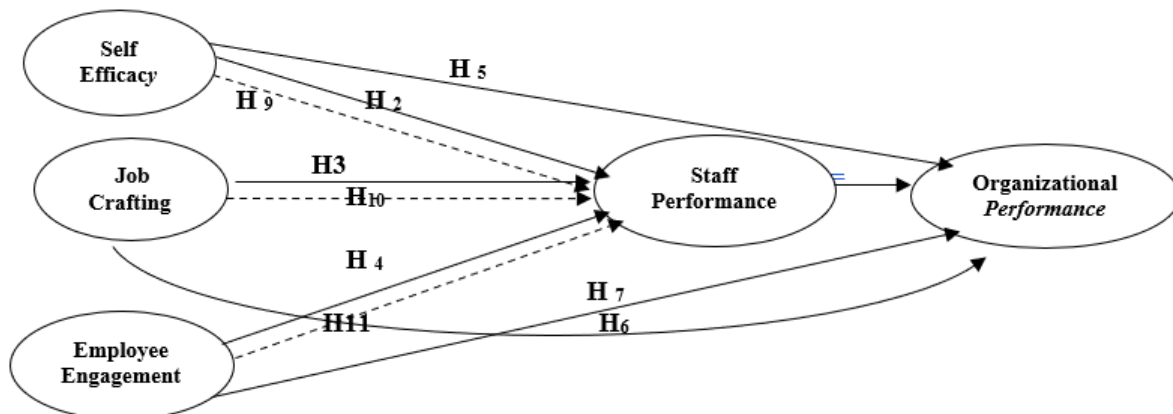 Self
Efficacy
H 5
H 9
H 2
Job
Crafting
H3
H10
Staff
Performance
Organizational
Performance
H 4
H 7
H11
H6
Employee
Engagement